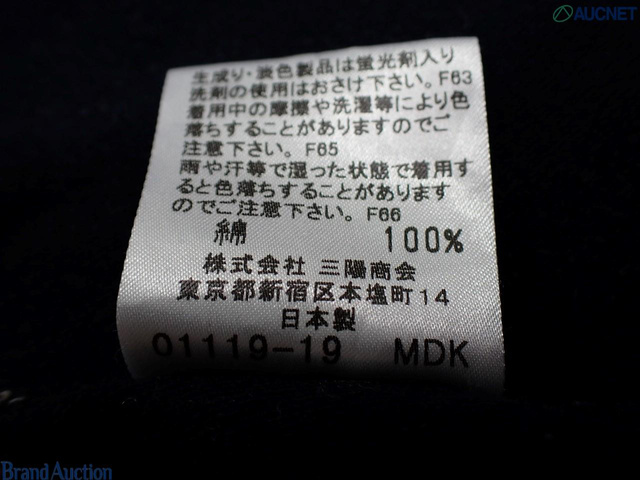 AUCNET
生成り・淡色製品は蛍光剤入り
洗剤の使用はおさけ下さい。F63
着用中の摩擦や洗濯等により色
落ちすることがありますのでご
注意下さい。F65
雨や汗等で湿った状態で着用す
ると色落ちすることがあります
のでご注意下さい。F66
綿 100%
株式会社 三陽商会
東京都新宿区本塩町14
日本製
01119-19 MDK
Brand Auction